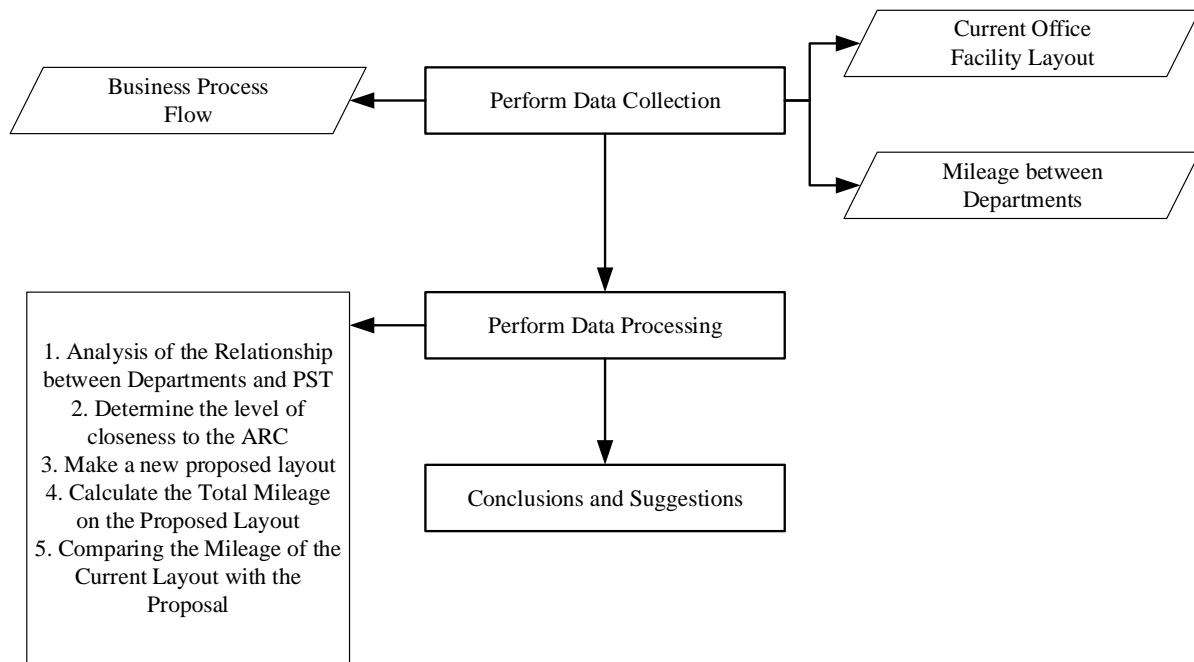 Current Office
Facility Layout
Business Process
Flow
Perform Data Collection
Mileage between
Departments
Perform Data Processing
1. Analysis of the Relationship
between Departments and PST
2. Determine the level of
closeness to the ARC
3. Make a new proposed layout
4. Calculate the Total Mileage
on the Proposed Layout
5. Comparing the Mileage of the
Current Layout with the
Proposal
Conclusions and Suggestions